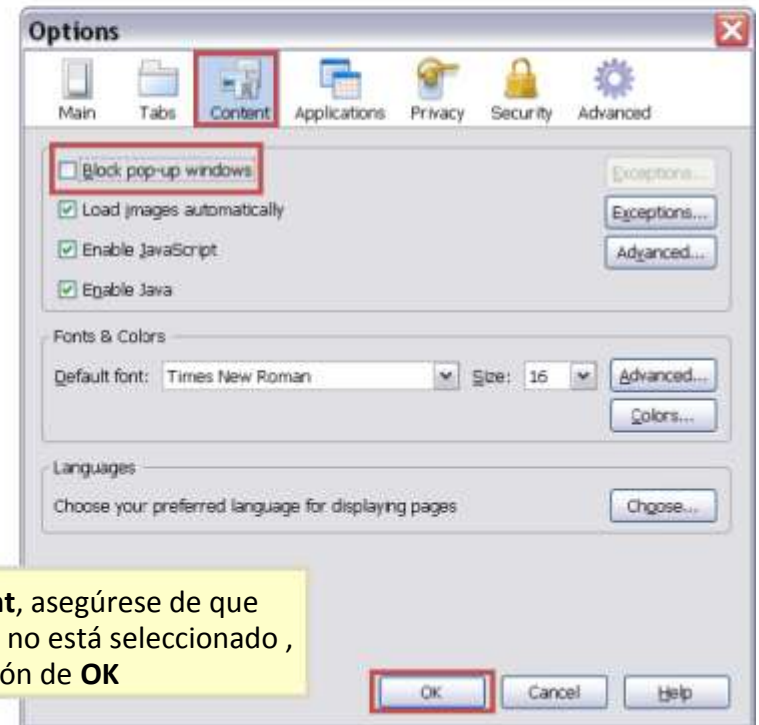 Options
Main Tabs Content Applications Privacy Security Advanced
Block pop-up windows Exceptions...
Load images automatically Exceptions...
Enable JavaScript Advanced...
Enable Java
Fonts & Colors
Default font: Times New Roman Size: 16 Advanced...
Colors...
Languages
Choose your preferred language for displaying pages Choose...
nt, asegúrese de que
no está seleccionado ,
ón de OK
OK Cancel Help